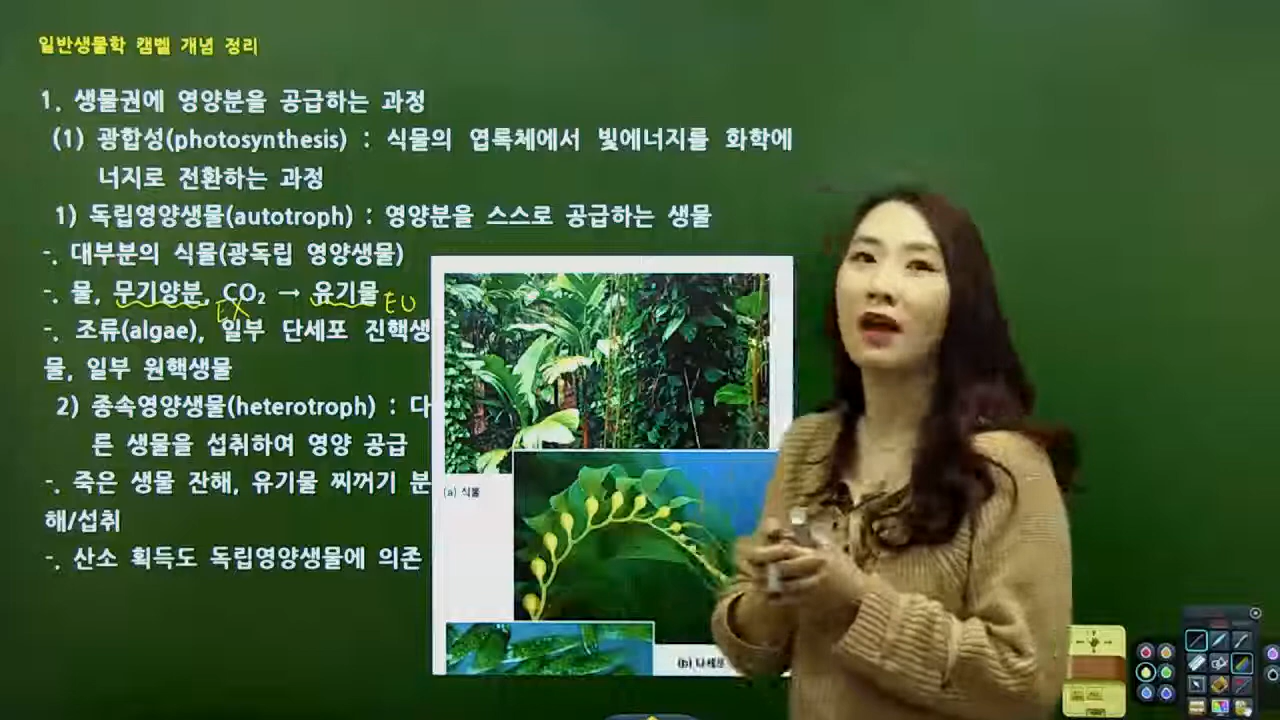 일반생물학 캠벨 개념 정리
1. 생물권에 영양분을 공급하는 과정
(1) 광합성(photosynthesis) : 식물의 엽록체에서 빛에너지를 화학에
너지로 전환하는 과정
1) 독립영양생물(autotroph) : 영양분을 스스로 공급하는 생물
-. 대부분의 식물(광독립 영양생물)
-. 물, 무기양분, CO₂ → 유기물
EX
-. 조류(algae), 일부 단세포 진핵생
물, 일부 원핵생물
2) 종속영양생물(heterotroph) : 다
른 생물을 섭취하여 영양 공급
-. 죽은 생물 잔해, 유기물 찌꺼기 분
해/섭취
-. 산소 획득도 독립영양생물에 의존
(a) 식물
(b) 다세포